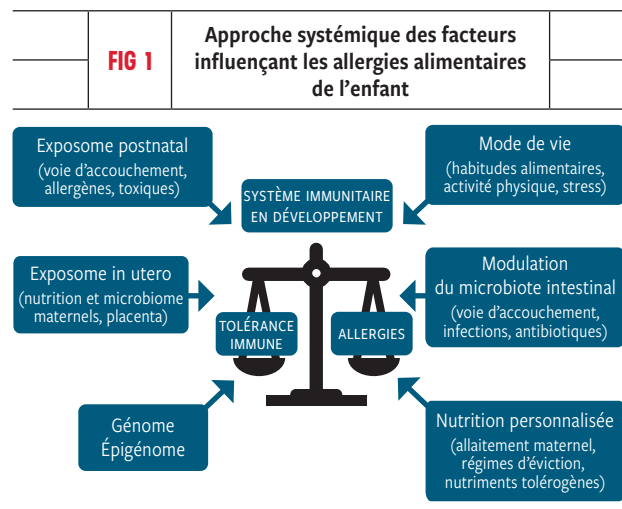 FIG 1
Approche systémique des facteurs
influençant les allergies alimentaires
de l’enfant
Exposome postnatal
(voie d’accouchement,
allergènes, toxiques)
Mode de vie
(habitudes alimentaires,
activité physique, stress)
SYSTÈME IMMUNITAIRE
EN DÉVELOPPEMENT
Exposome in utero
(nutrition et microbiome
maternels, placenta)
Modulation
du microbiote intestinal
(voie d’accouchement,
infections, antibiotiques)
TOLÉRANCE
IMMUNE
ALLERGIES
Génome
Épigénome
Nutrition personnalisée
(allaitement maternel,
régimes d’éviction,
nutriments tolérogènes)